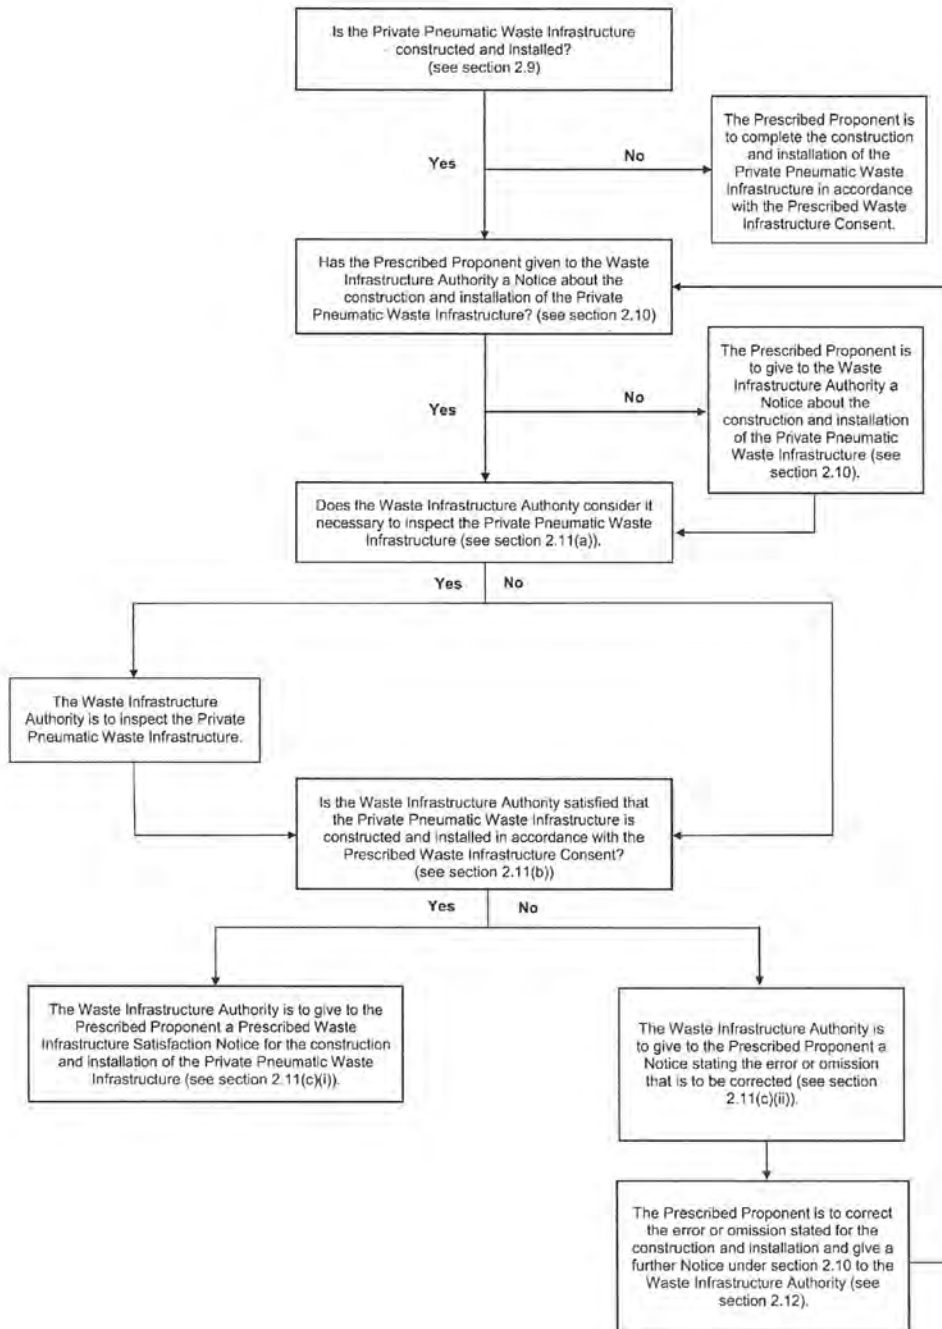 Is the Private Pneumatic Waste Infrastructure
constructed and installed?
(see section 2.9)
Yes
No
The Prescribed Proponent is
to complete the construction
and installation of the
Private Pneumatic Waste
Infrastructure in accordance
with the Prescribed Waste
Infrastructure Consent.
Has the Prescribed Proponent given to the Waste
Infrastructure Authority a Notice about the
construction and installation of the Private
Pneumatic Waste Infrastructure? (see section 2.10)
Yes
No
The Prescribed Proponent is
to give to the Waste
Infrastructure Authority a
Notice about the
construction and installation
of the Private Pneumatic
Waste Infrastructure (see
section 2.10).
Does the Waste Infrastructure Authority consider it
necessary to inspect the Private Pneumatic Waste
Infrastructure (see section 2.11(a)).
Yes No
The Waste Infrastructure
Authority is to inspect the Private
Pneumatic Waste Infrastructure.
Is the Waste Infrastructure Authority satisfied that
the Private Pneumatic Waste Infrastructure is
constructed and installed in accordance with the
Prescribed Waste Infrastructure Consent?
(see section 2.11(b))
Yes No
The Waste Infrastructure Authority is to give to the
Prescribed Proponent a Prescribed Waste
Infrastructure Satisfaction Notice for the construction
and installation of the Private Pneumatic Waste
Infrastructure (see section 2.11(c)(i)).
The Waste Infrastructure Authority is
to give to the Prescribed Proponent a
Notice stating the error or omission
that is to be corrected (see section
2.11(c)(ii)).
The Prescribed Proponent is to correct
the error or omission stated for the
construction and installation and give a
further Notice under section 2.10 to the
Waste Infrastructure Authority (see
section 2.12).